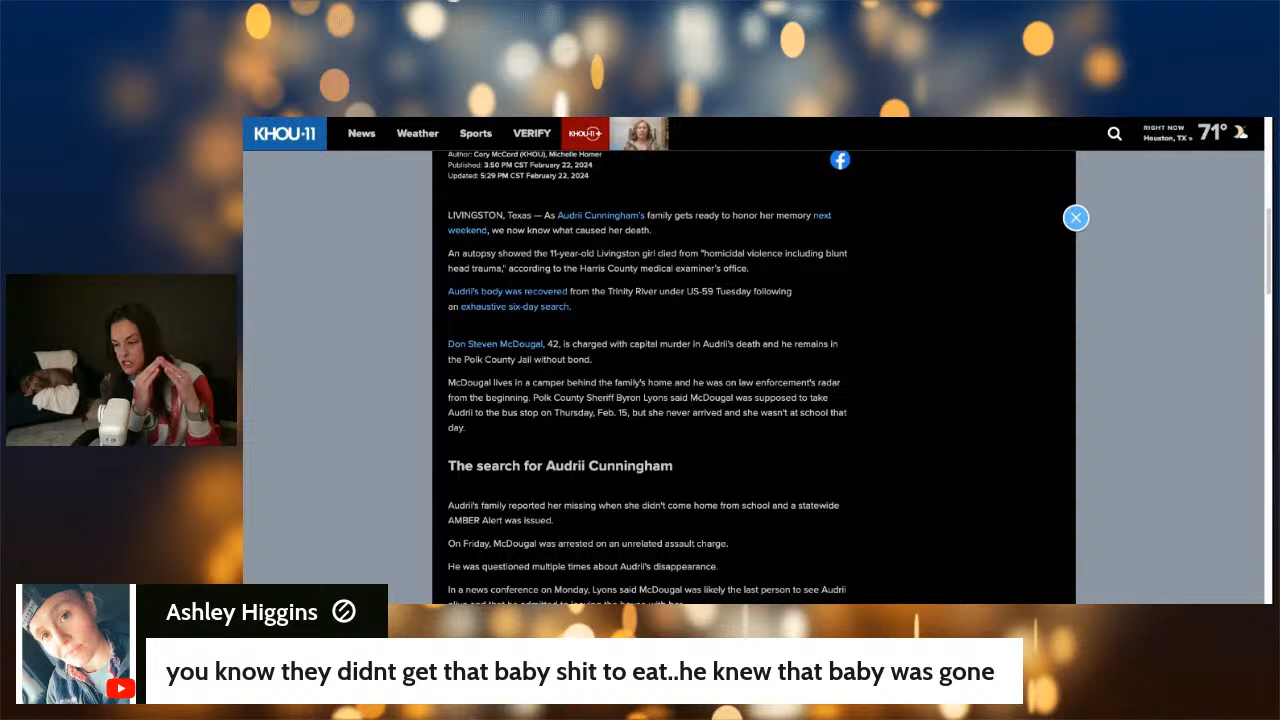 KHOU•11 News Weather Sports VERIFY KHOU 11+ RIGHT NOW Houston, TX » 71°
Author: Cory McCord (KHOU), Michelle Homer
Published: 3:50 PM CST February 22, 2024
Updated: 5:29 PM CST February 22, 2024
LIVINGSTON, Texas — As Audrii Cunningham's family gets ready to honor her memory next
weekend, we now know what caused her death.
An autopsy showed the 11-year-old Livingston girl died from "homicidal violence including blunt
head trauma," according to the Harris County medical examiner's office.
Audrii's body was recovered from the Trinity River under US-59 Tuesday following
an exhaustive six-day search.
Don Steven McDougal, 42, is charged with capital murder in Audrii's death and he remains in
the Polk County Jail without bond.
McDougal lives in a camper behind the family's home and he was on law enforcement's radar
from the beginning. Polk County Sheriff Byron Lyons said McDougal was supposed to take
Audrii to the bus stop on Thursday, Feb. 15, but she never arrived and she wasn't at school that
day.
The search for Audrii Cunningham
Audrii's family reported her missing when she didn't come home from school and a statewide
AMBER Alert was issued.
On Friday, McDougal was arrested on an unrelated assault charge.
He was questioned multiple times about Audrii's disappearance.
In a news conference on Monday, Lyons said McDougal was likely the last person to see Audrii
Ashley Higgins
you know they didnt get that baby shit to eat..he knew that baby was gone